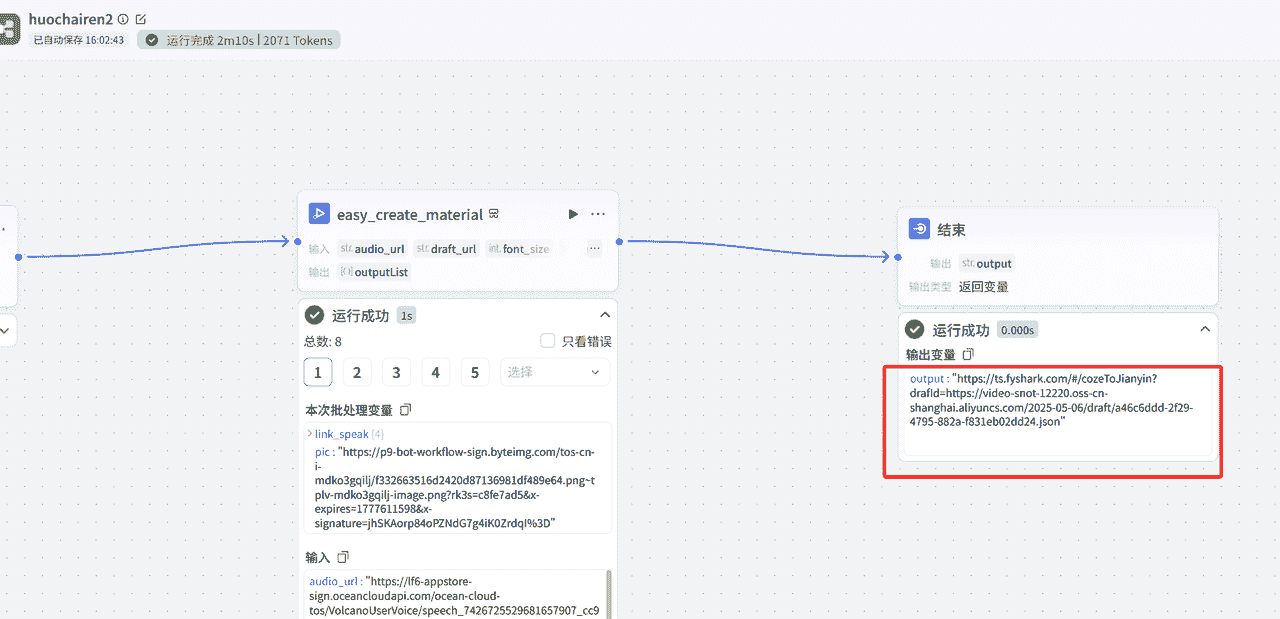 huochairen2
已自动保存 16:02:43
运行完成 2m10s | 2071 Tokens
easy_create_material
输入 str. audio_url str. draft_url int. font_size ...
输出 [{}] outputList
运行成功 1s
总数: 8
只看错误
1 2 3 4 5 选择
本次批处理变量
link_speak {4}
pic : "https://p9-bot-workflow-sign.byteimg.com/tos-cn-
i-
mdko3gqilj/f332663516d2420d87136981df489e64.png~t
plv-mdko3gqilj-image.png?rk3s=c8fe7ad5&x-
expires=1777611598&x-
signature=jhSKAorp84oPZNdG7g4iK0ZrdqI%3D"
输入
audio_url : "https://lf6-appstore-
sign.oceancloudapi.com/ocean-cloud-
tos/VolcanoUserVoice/speech_7426725529681657907_cc9
结束
输出 str. output
输出类型 返回变量
运行成功 0.000s
输出变量
output : "https://ts.fyshark.com/#/cozeToJianyin?
drafId=https://video-snot-12220.oss-cn-
shanghai.aliyuncs.com/2025-05-06/draft/a46c6ddd-2f29-
4795-882a-f831eb02dd24.json"